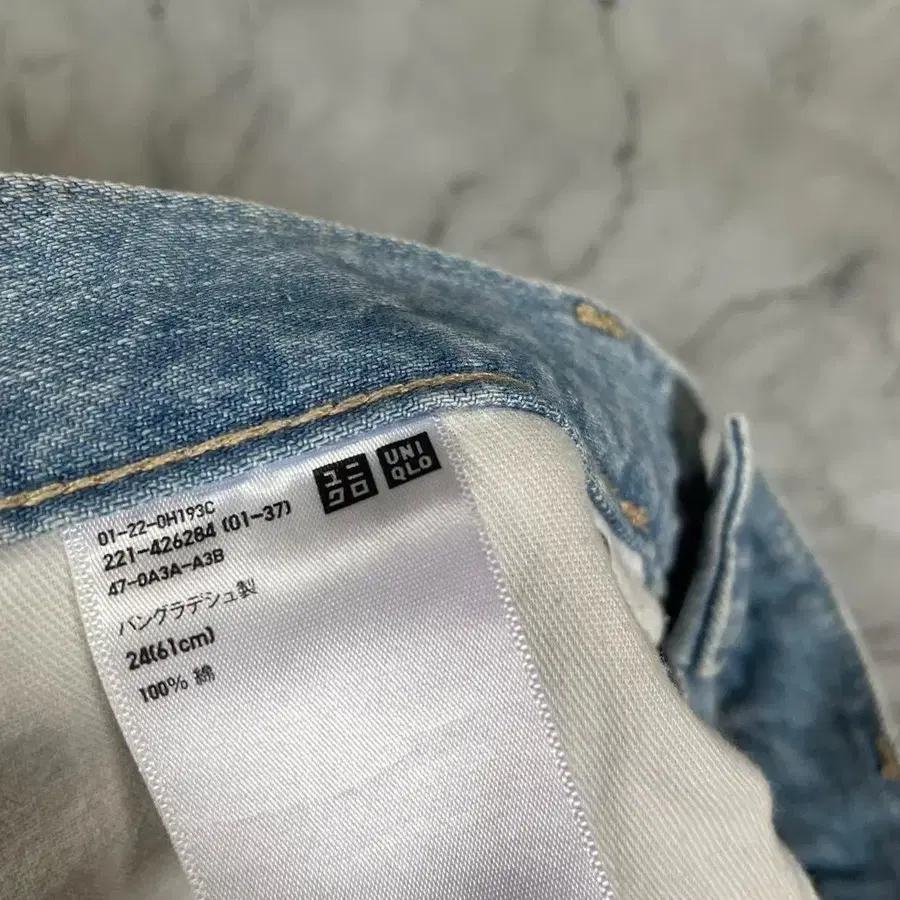 ユニ
クロ
UNI
QLO
01-22-0H193C
221-426284 (01-37)
47-0A3A-A3B
バングラデシュ製
24(61cm)
100% 綿